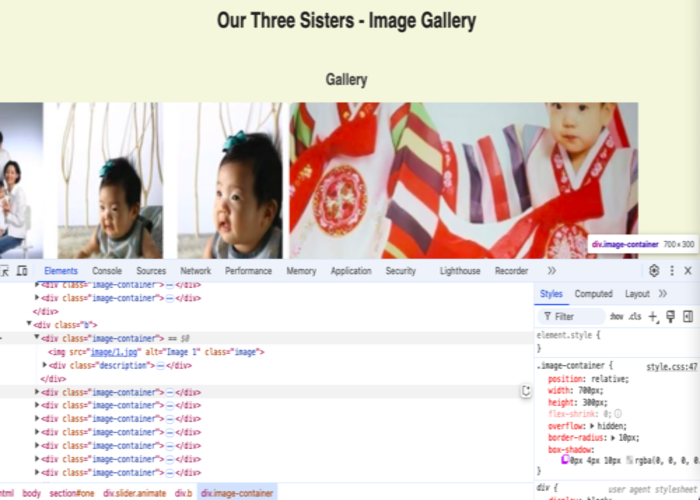 Our Three Sisters - Image Gallery
Gallery
div.image-container 700×300
Elements Console Sources Network Performance Memory Application Security Lighthouse Recorder
<div class="image-container"> </div>
Styles Computed Layout
<div class="image-container"> </div>
</div>
Filter :hov .cls
<div class="b">
element.style {
<div class="image-container"> == $0
}
<img src="image/1.jpg" alt="Image 1" class="image">
<div class="description"> </div>
</div>
.image-container { style.css:47
position: relative;
width: 700px;
height: 300px;
flex-shrink: 0;
overflow: hidden;
border-radius: 10px;
box-shadow:
0px 4px 10px rgba(0, 0, 0, 0.
}
<div class="image-container"> </div>
<div class="image-container"> </div>
<div class="image-container"> </div>
<div class="image-container"> </div>
<div class="image-container"> </div>
<div class="image-container"> </div>
<div class="image-container"> </div>
div { user agent stylesheet
html body section#one div.slider.animate div.b div.image-container